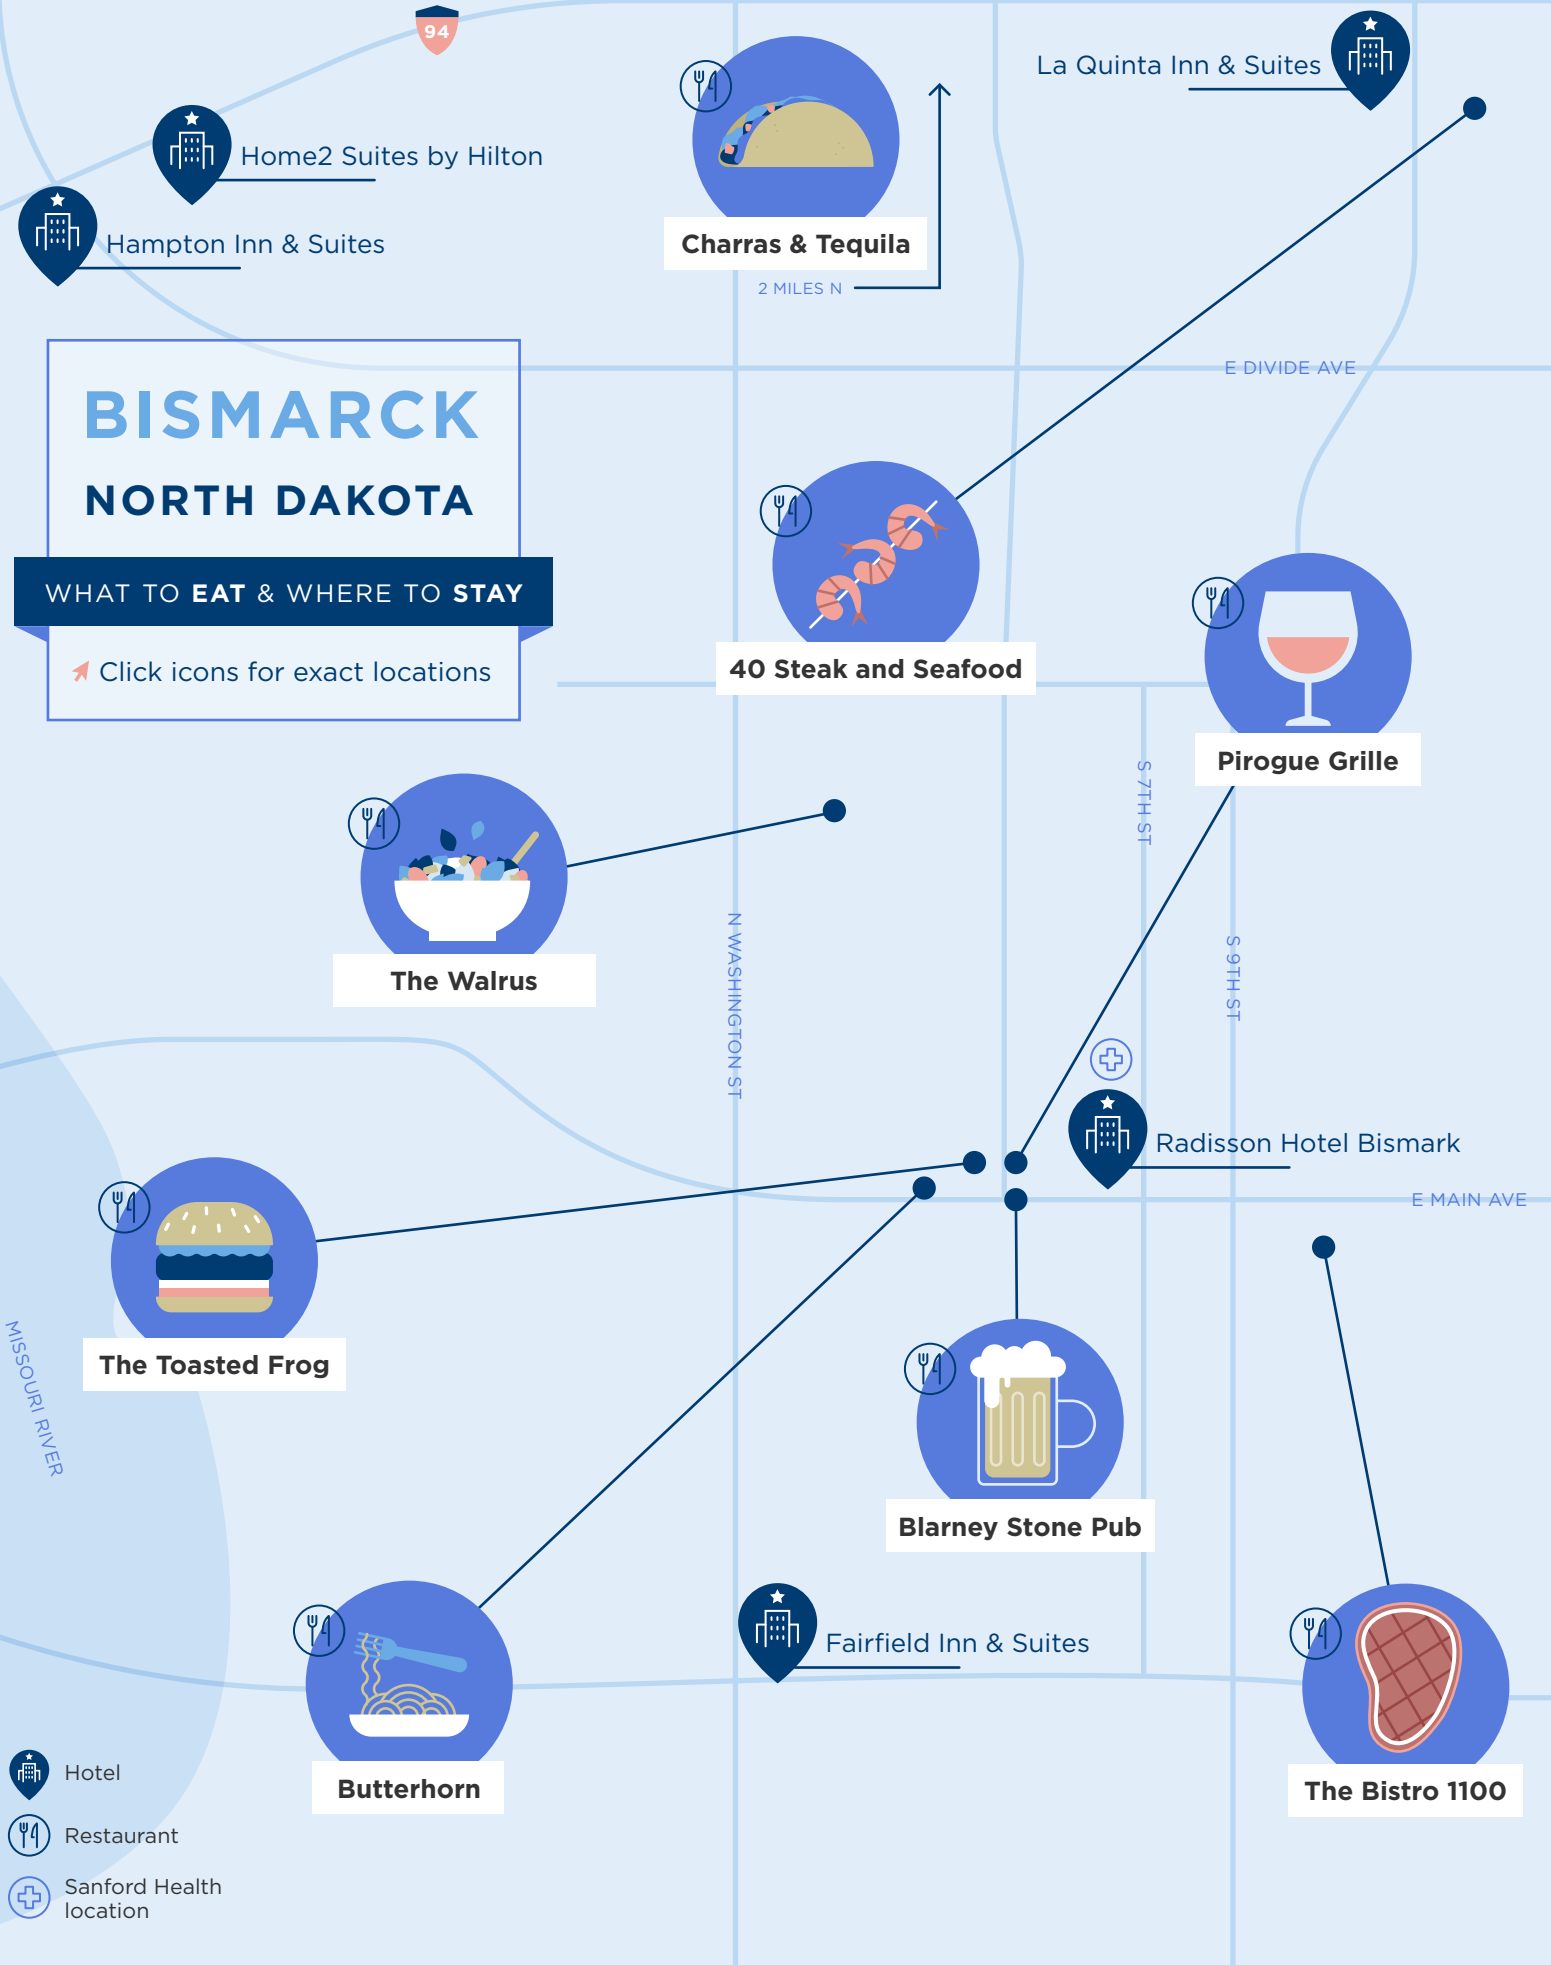 94
La Quinta Inn & Suites
Home2 Suites by Hilton
Hampton Inn & Suites
Charras & Tequila
2 MILES N
E DIVIDE AVE
BISMARCK
NORTH DAKOTA
WHAT TO EAT & WHERE TO STAY
Click icons for exact locations
40 Steak and Seafood
Pirogue Grille
S 7TH ST
The Walrus
N WASHINGTON ST
S 9TH ST
Radisson Hotel Bismark
E MAIN AVE
The Toasted Frog
MISSOURI RIVER
Blarney Stone Pub
Fairfield Inn & Suites
Butterhorn
The Bistro 1100
Hotel
Restaurant
Sanford Health
location